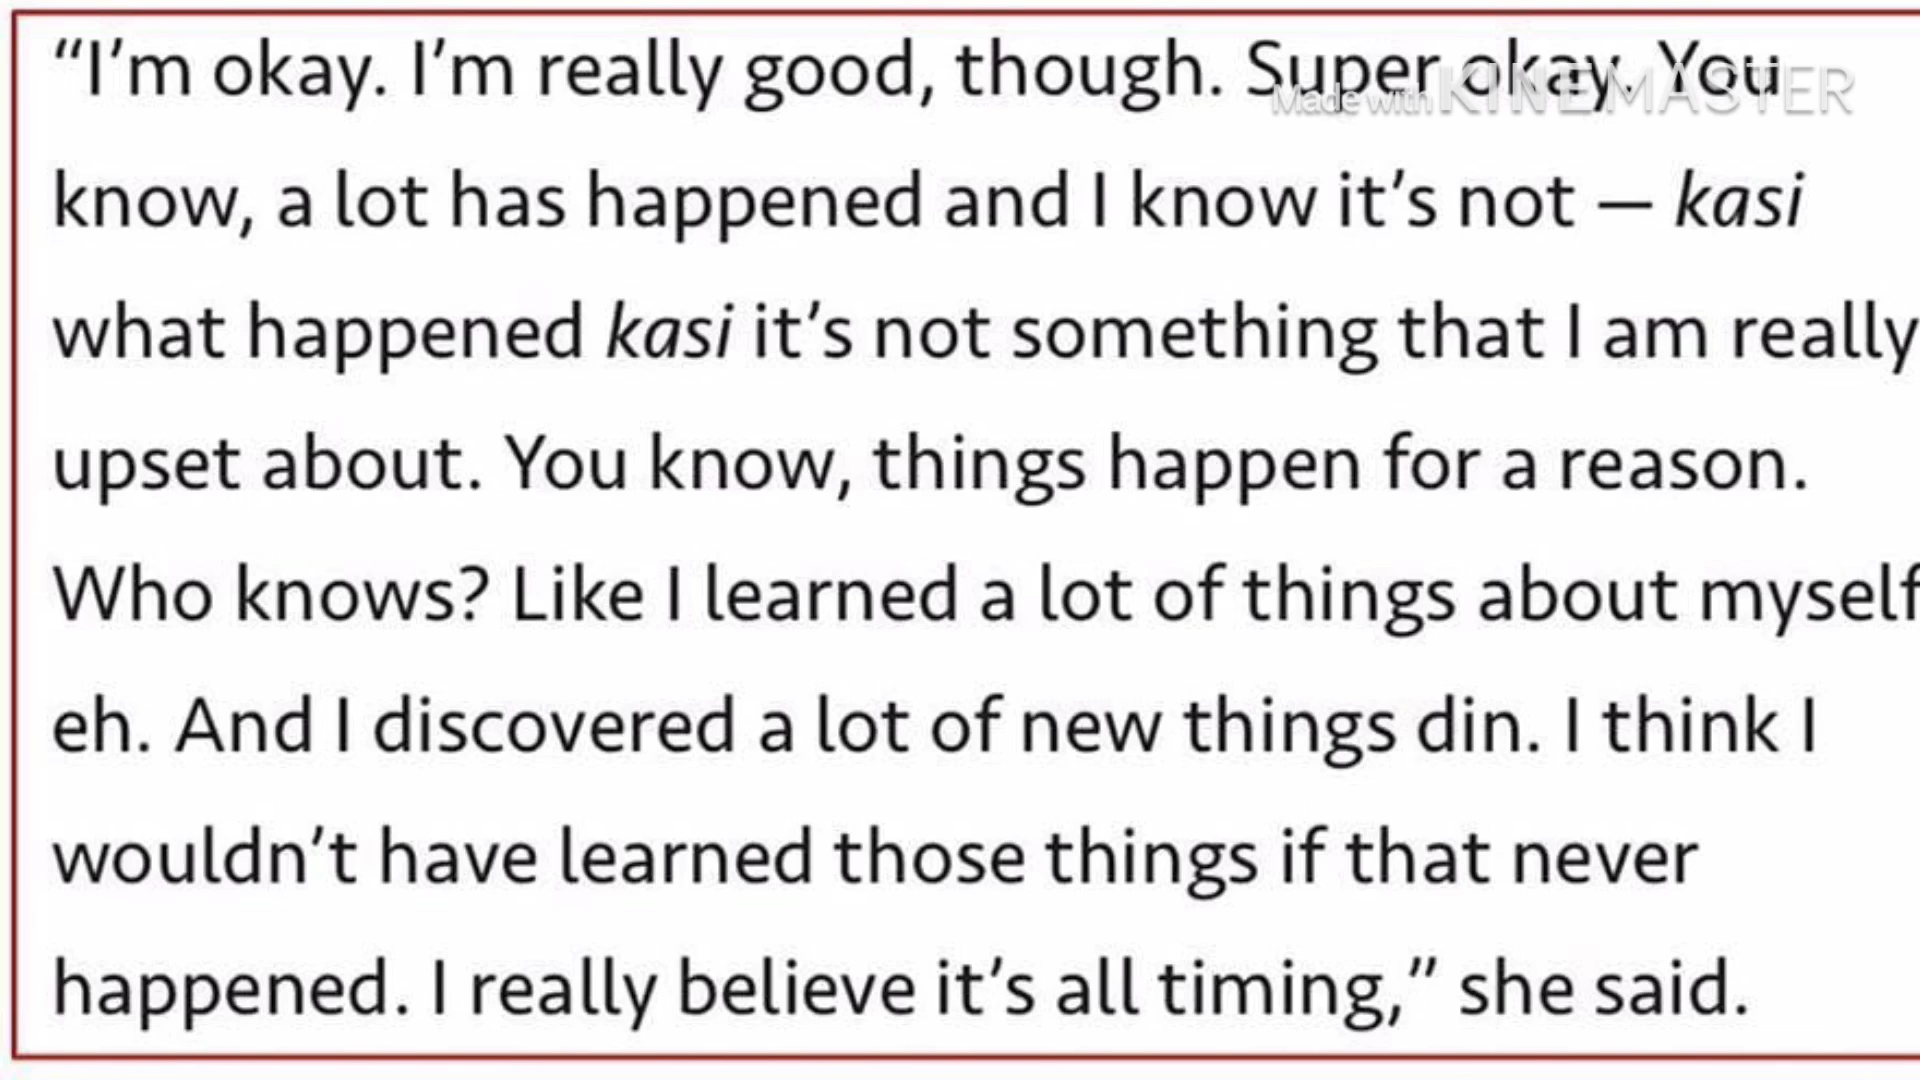 “I’m okay. I’m really good, though. Super okay. You
Made with KINEMASTER
know, a lot has happened and I know it’s not — kasi
what happened kasi it’s not something that I am really
upset about. You know, things happen for a reason.
Who knows? Like I learned a lot of things about myself
eh. And I discovered a lot of new things din. I think I
wouldn’t have learned those things if that never
happened. I really believe it’s all timing,” she said.